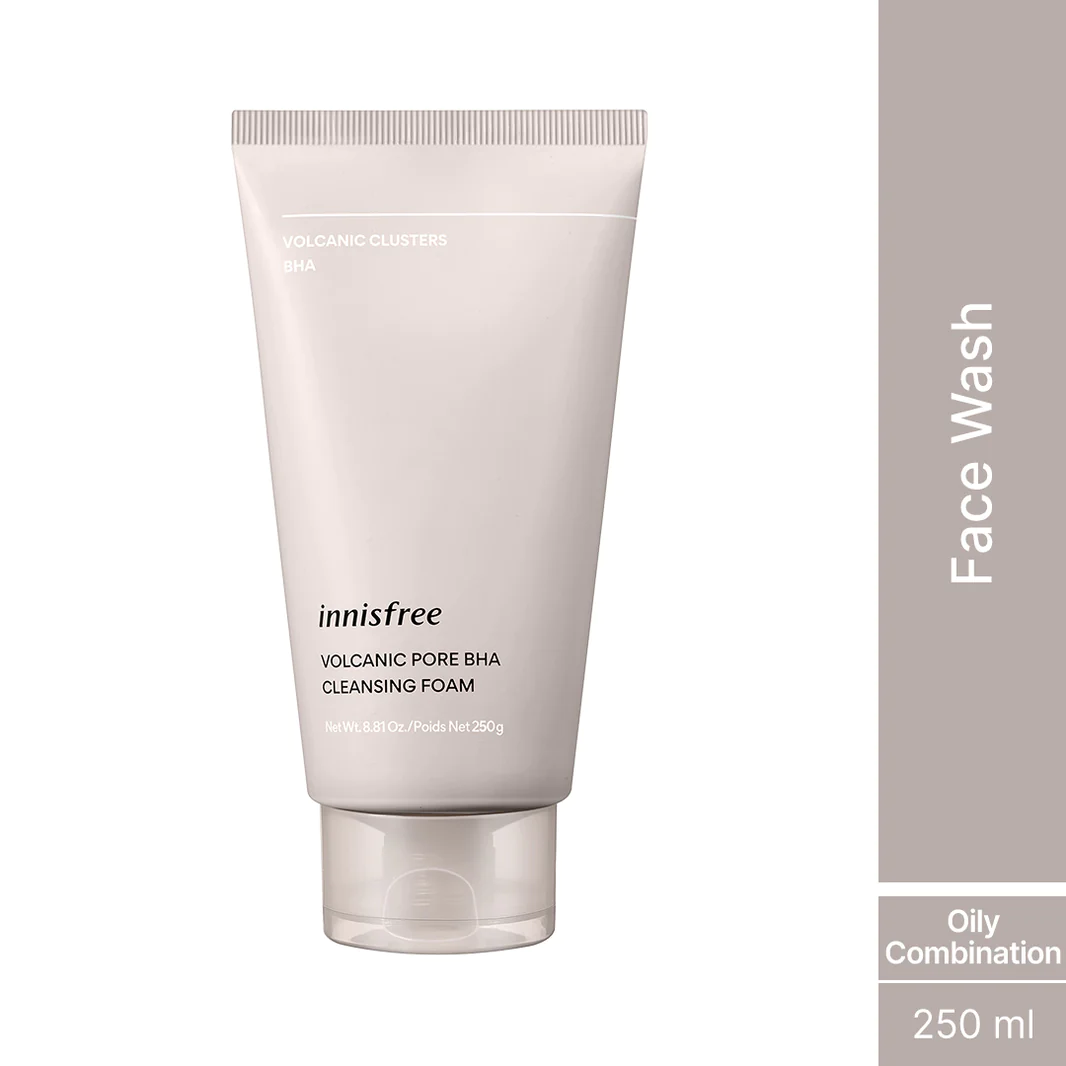 VOLCANIC CLUSTERS
BHA
innisfree
VOLCANIC PORE BHA
CLEANSING FOAM
Net Wt. 8.81 Oz./Poids Net 250g
Face Wash
Oily
Combination
250 ml